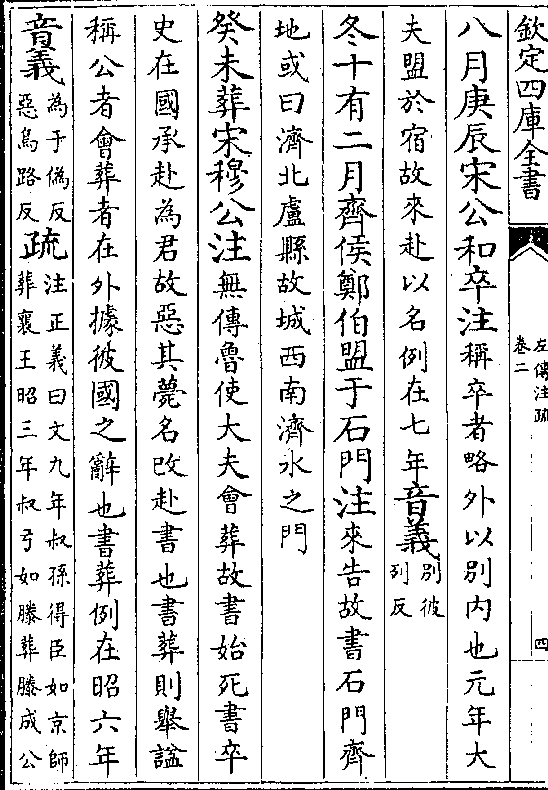 欽定四庫全書
左傳注疏
卷二
四
八月庚辰宋公和卒注稱卒者略外以别内也元年大
夫盟於宿故來赴以名例在七年音義别彼
列反
冬十有二月齊侯鄭伯盟于石門注來告故書石門齊
地或曰濟北盧縣故城西南濟水之門
癸未葬宋穆公注無傳魯使大夫會葬故書始死書卒
史在國承赴為君故惡其薨名改赴書也書葬則舉諡
稱公者會葬者在外據彼國之辭也書葬例在昭六年
音義為于偽反
惡烏路反疏注正義曰文九年叔孫得臣如京師
葬襄王昭三年叔弓如滕葬滕成公